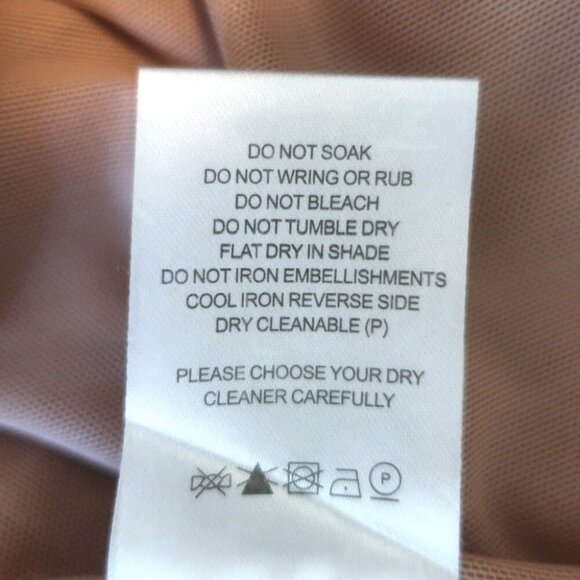 DO NOT SOAK
DO NOT WRING OR RUB
DO NOT BLEACH
DO NOT TUMBLE DRY
FLAT DRY IN SHADE
DO NOT IRON EMBELLISHMENTS
COOL IRON REVERSE SIDE
DRY CLEANABLE (P)
PLEASE CHOOSE YOUR DRY
CLEANER CAREFULLY
P